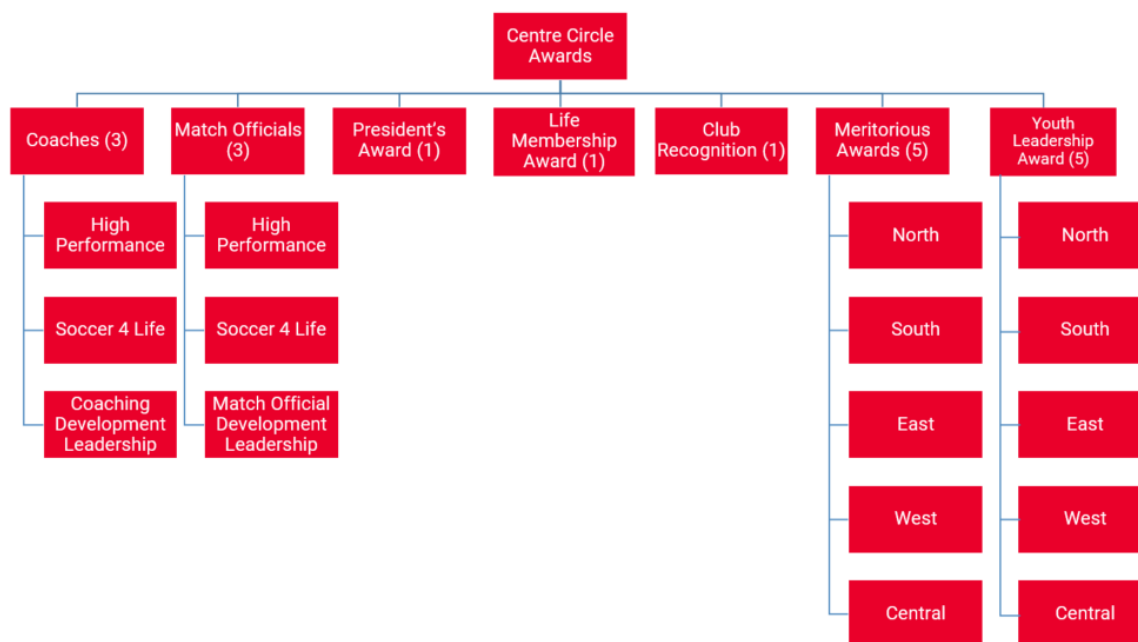 Centre Circle
Awards
Coaches (3)
Match Officials
(3)
President's
Award (1)
Life
Membership
Award (1)
Club
Recognition (1)
Meritorious
Awards (5)
Youth
Leadership
Award (5)
High
Performance
Soccer 4 Life
Coaching
Development
Leadership
High
Performance
Soccer 4 Life
Match Official
Development
Leadership
North
South
East
West
Central
North
South
East
West
Central